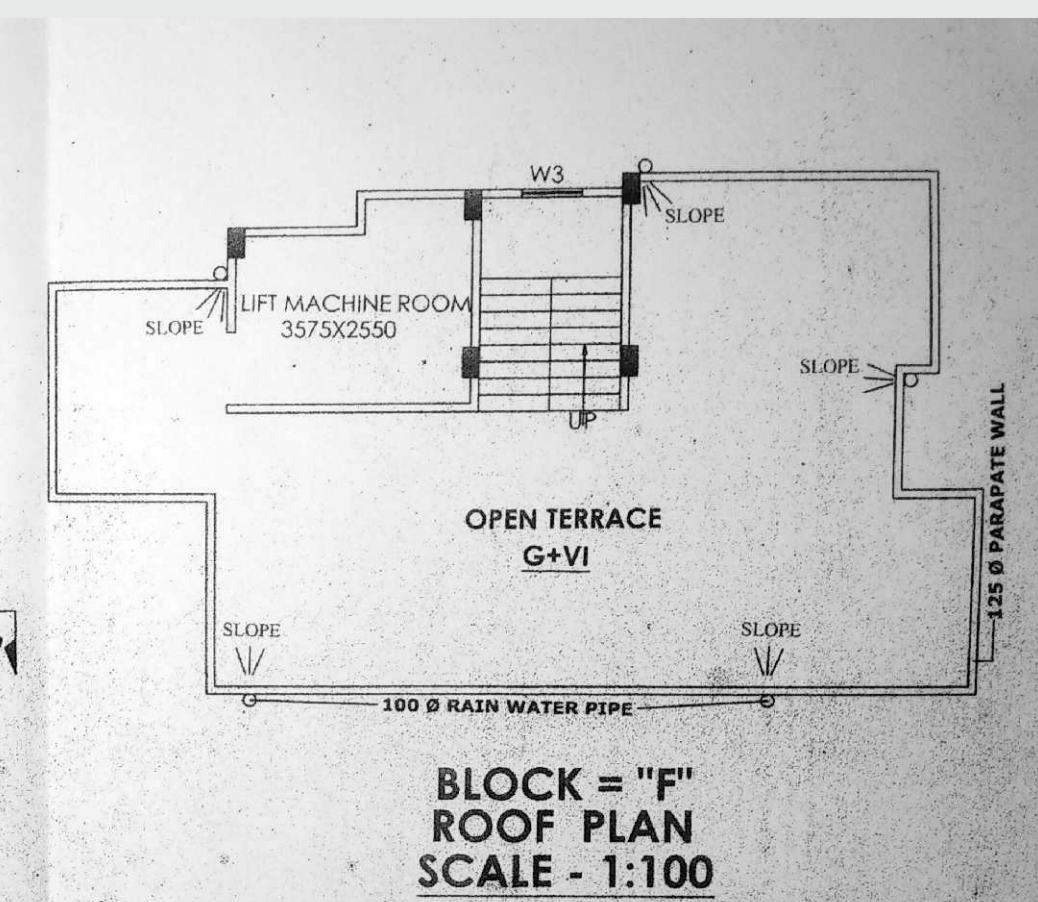 W3
SLOPE
LIFT MACHINE ROOM
3575X2550
SLOPE
SLOPE
UP
125 Ø PARAPATE WALL
OPEN TERRACE
G+VI
SLOPE
SLOPE
100 Ø RAIN WATER PIPE
BLOCK = "F"
ROOF PLAN
SCALE - 1:100